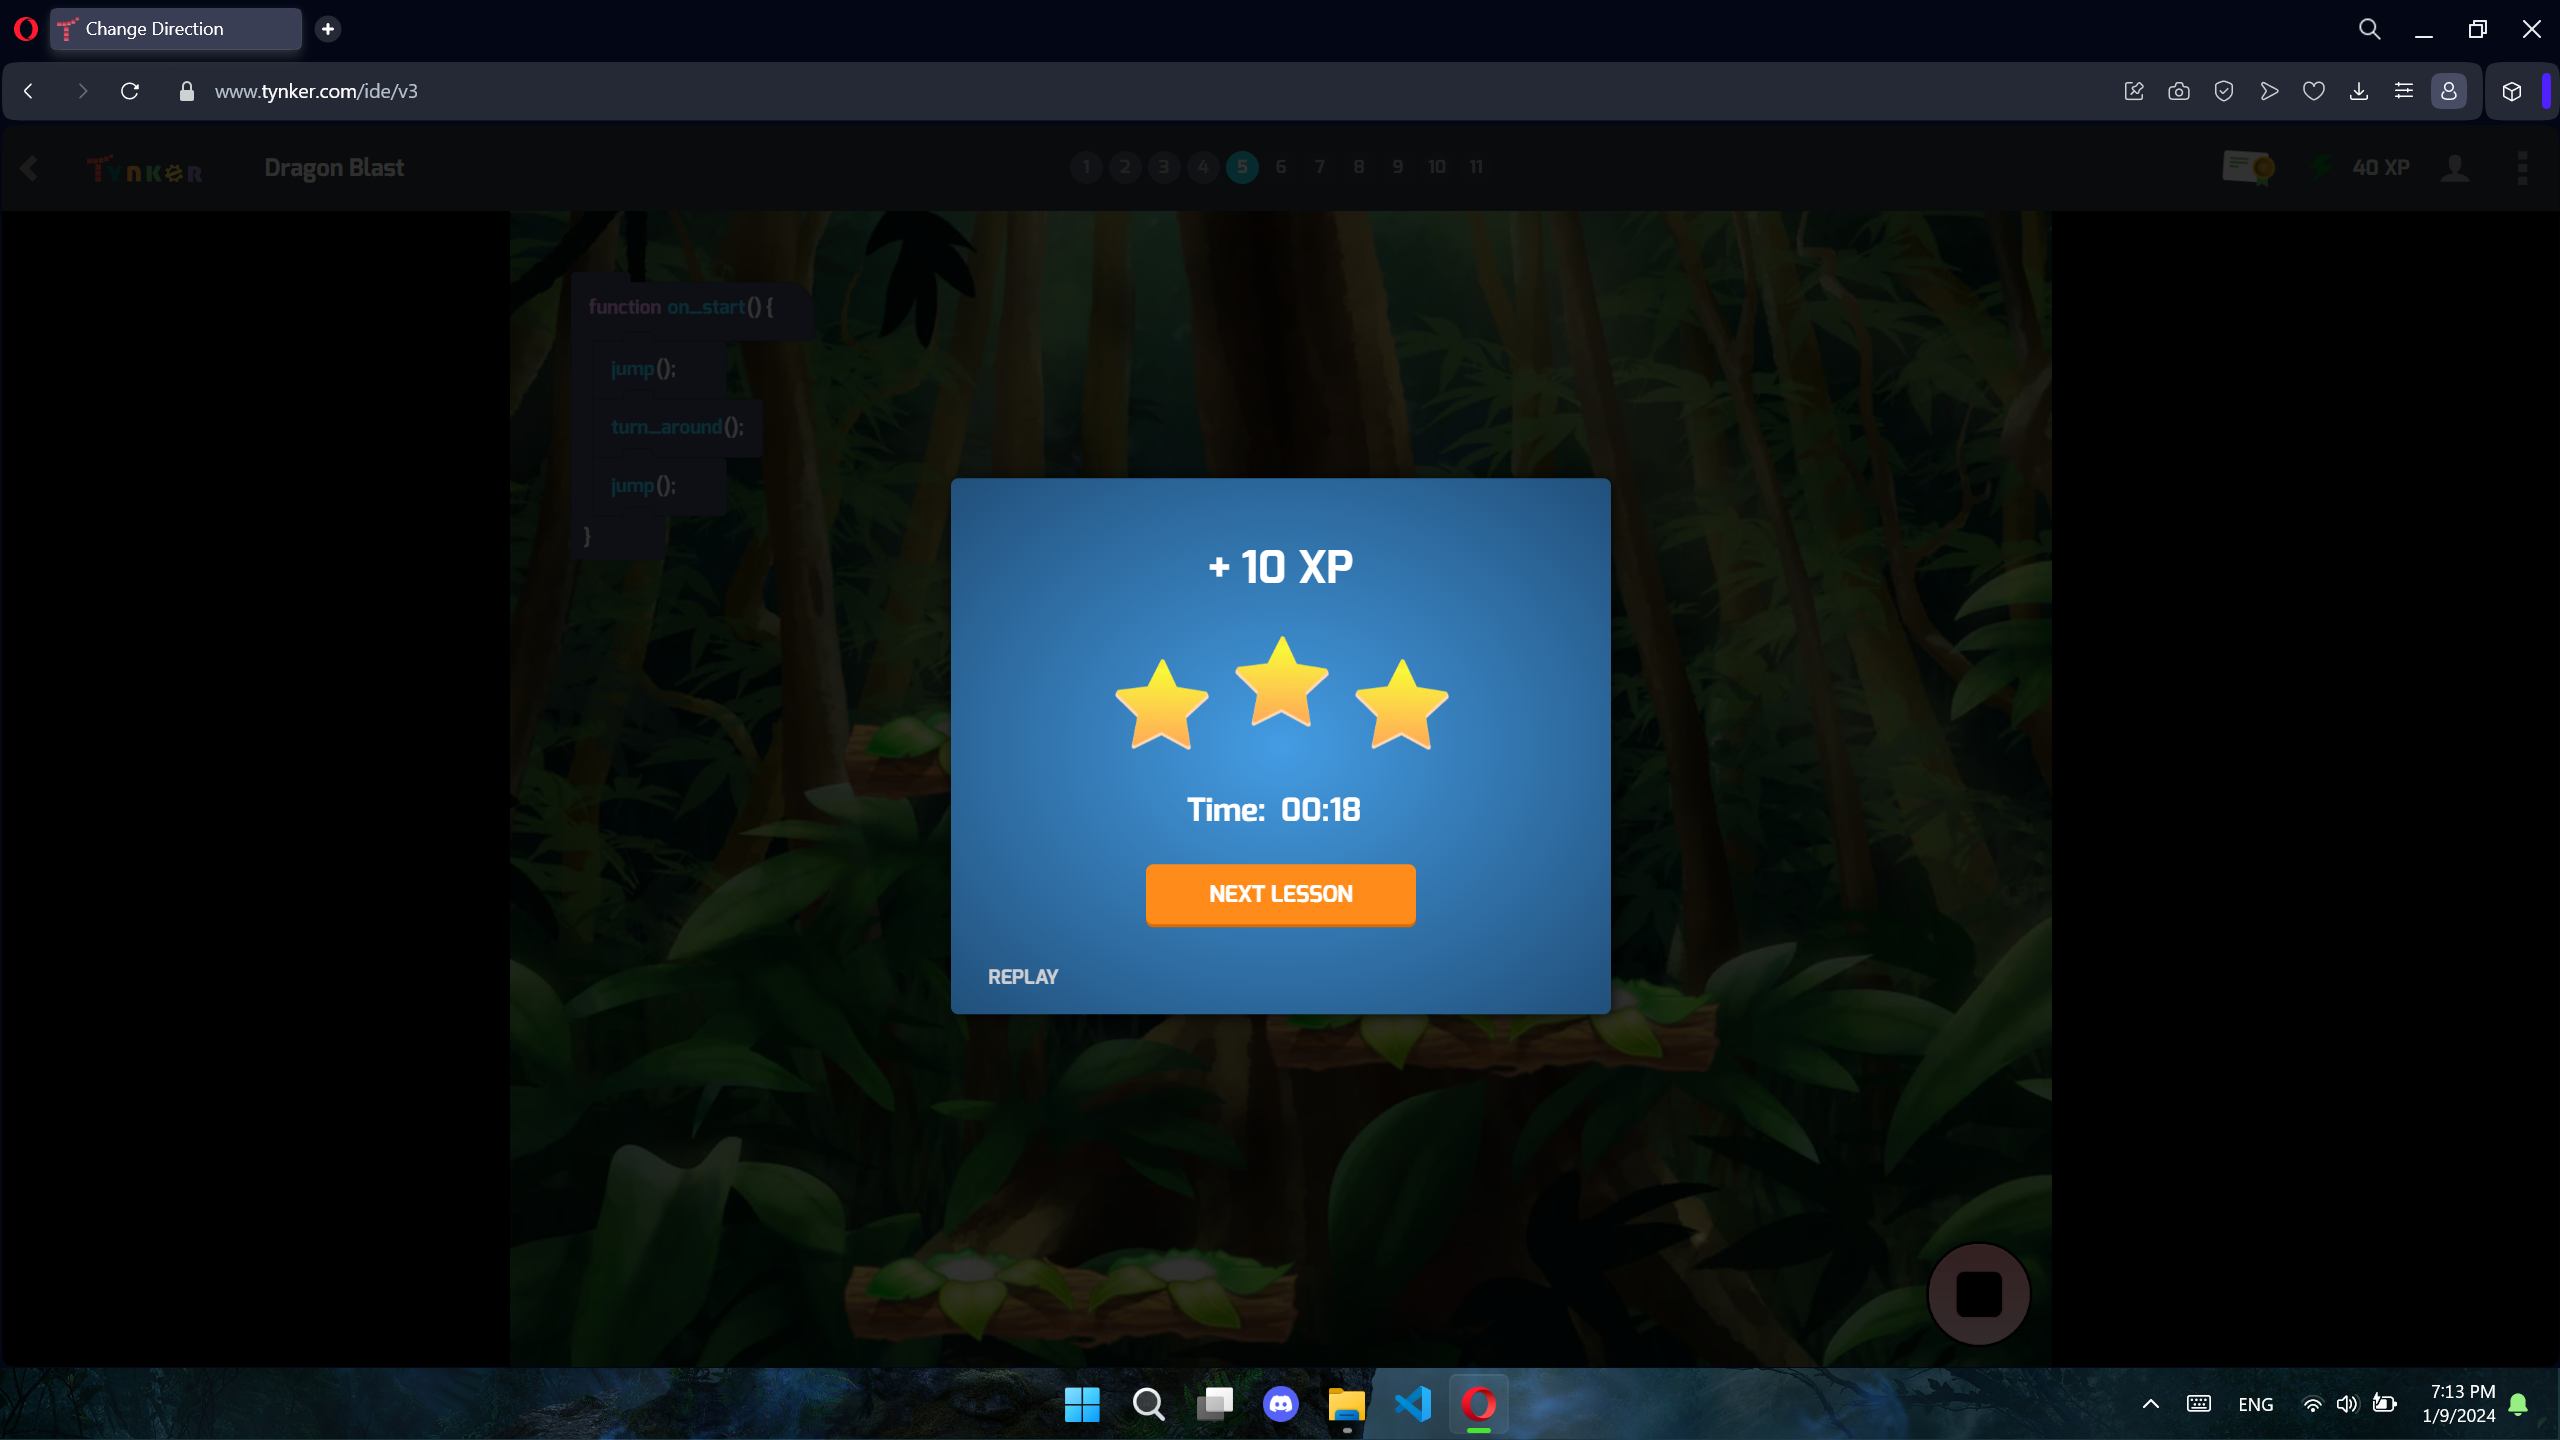 Change Direction
www.tynker.com/ide/v3
Tynker
Dragon Blast
1 2 3 4 5 6 7 8 9 10 11
40 XP
function on_start() {
jump();
turn_around();
jump();
}
+ 10 XP
Time: 00:18
NEXT LESSON
REPLAY
ENG
7:13 PM
1/9/2024